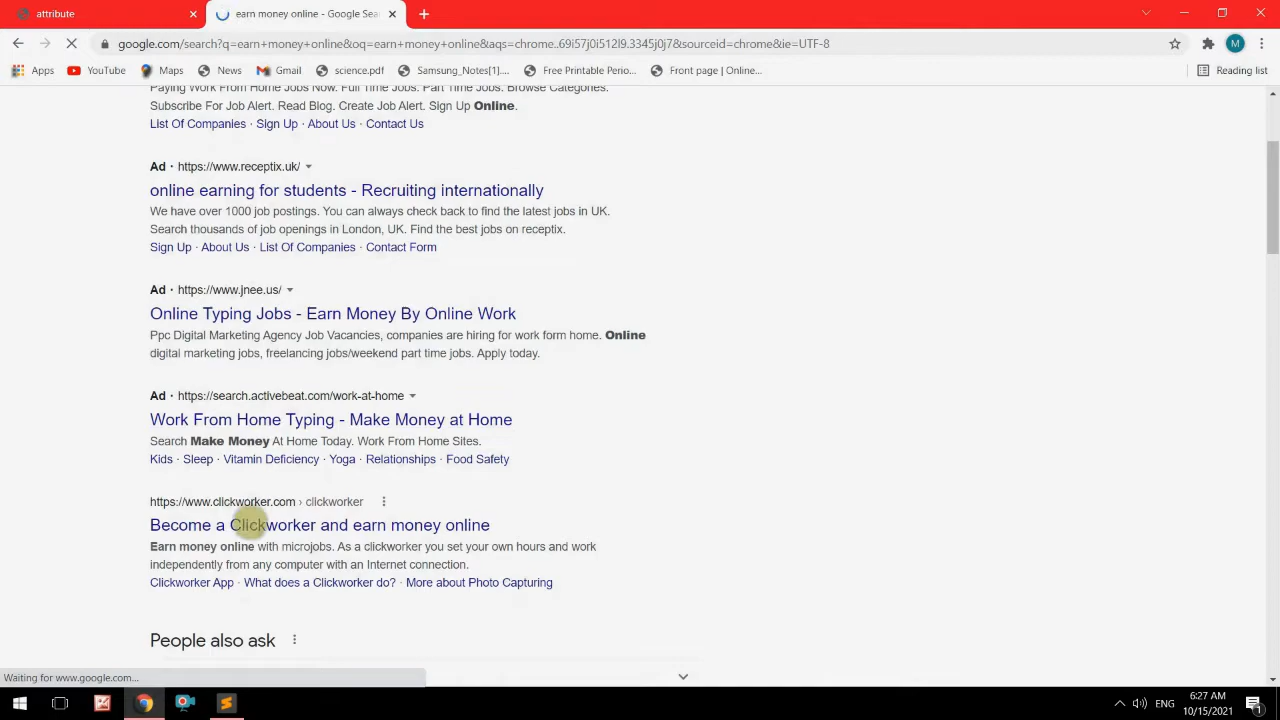 attribute
earn money online - Google Sea
google.com/search?q=earn+money+online&oq=earn+money+online&aqs=chrome..69i57j0i512l9.3345j0j7&sourceid=chrome&ie=UTF-8
M
Apps YouTube Maps News Gmail science.pdf Samsung_Notes[1].... Free Printable Perio... Front page | Online... Reading list
Paying Work From Home Jobs Now. Full Time Jobs. Part Time Jobs. Browse Categories.
Subscribe For Job Alert. Read Blog. Create Job Alert. Sign Up Online.
List Of Companies · Sign Up · About Us · Contact Us
Ad · https://www.receptix.uk/
online earning for students - Recruiting internationally
We have over 1000 job postings. You can always check back to find the latest jobs in UK.
Search thousands of job openings in London, UK. Find the best jobs on receptix.
Sign Up · About Us · List Of Companies · Contact Form
Ad · https://www.jnee.us/
Online Typing Jobs - Earn Money By Online Work
Ppc Digital Marketing Agency Job Vacancies, companies are hiring for work form home. Online
digital marketing jobs, freelancing jobs/weekend part time jobs. Apply today.
Ad · https://search.activebeat.com/work-at-home
Work From Home Typing - Make Money at Home
Search Make Money At Home Today. Work From Home Sites.
Kids · Sleep · Vitamin Deficiency · Yoga · Relationships · Food Safety
https://www.clickworker.com › clickworker
Become a Clickworker and earn money online
Earn money online with microjobs. As a clickworker you set your own hours and work
independently from any computer with an Internet connection.
Clickworker App · What does a Clickworker do? · More about Photo Capturing
People also ask
Waiting for www.google.com...
ENG
6:27 AM
10/15/2021
1